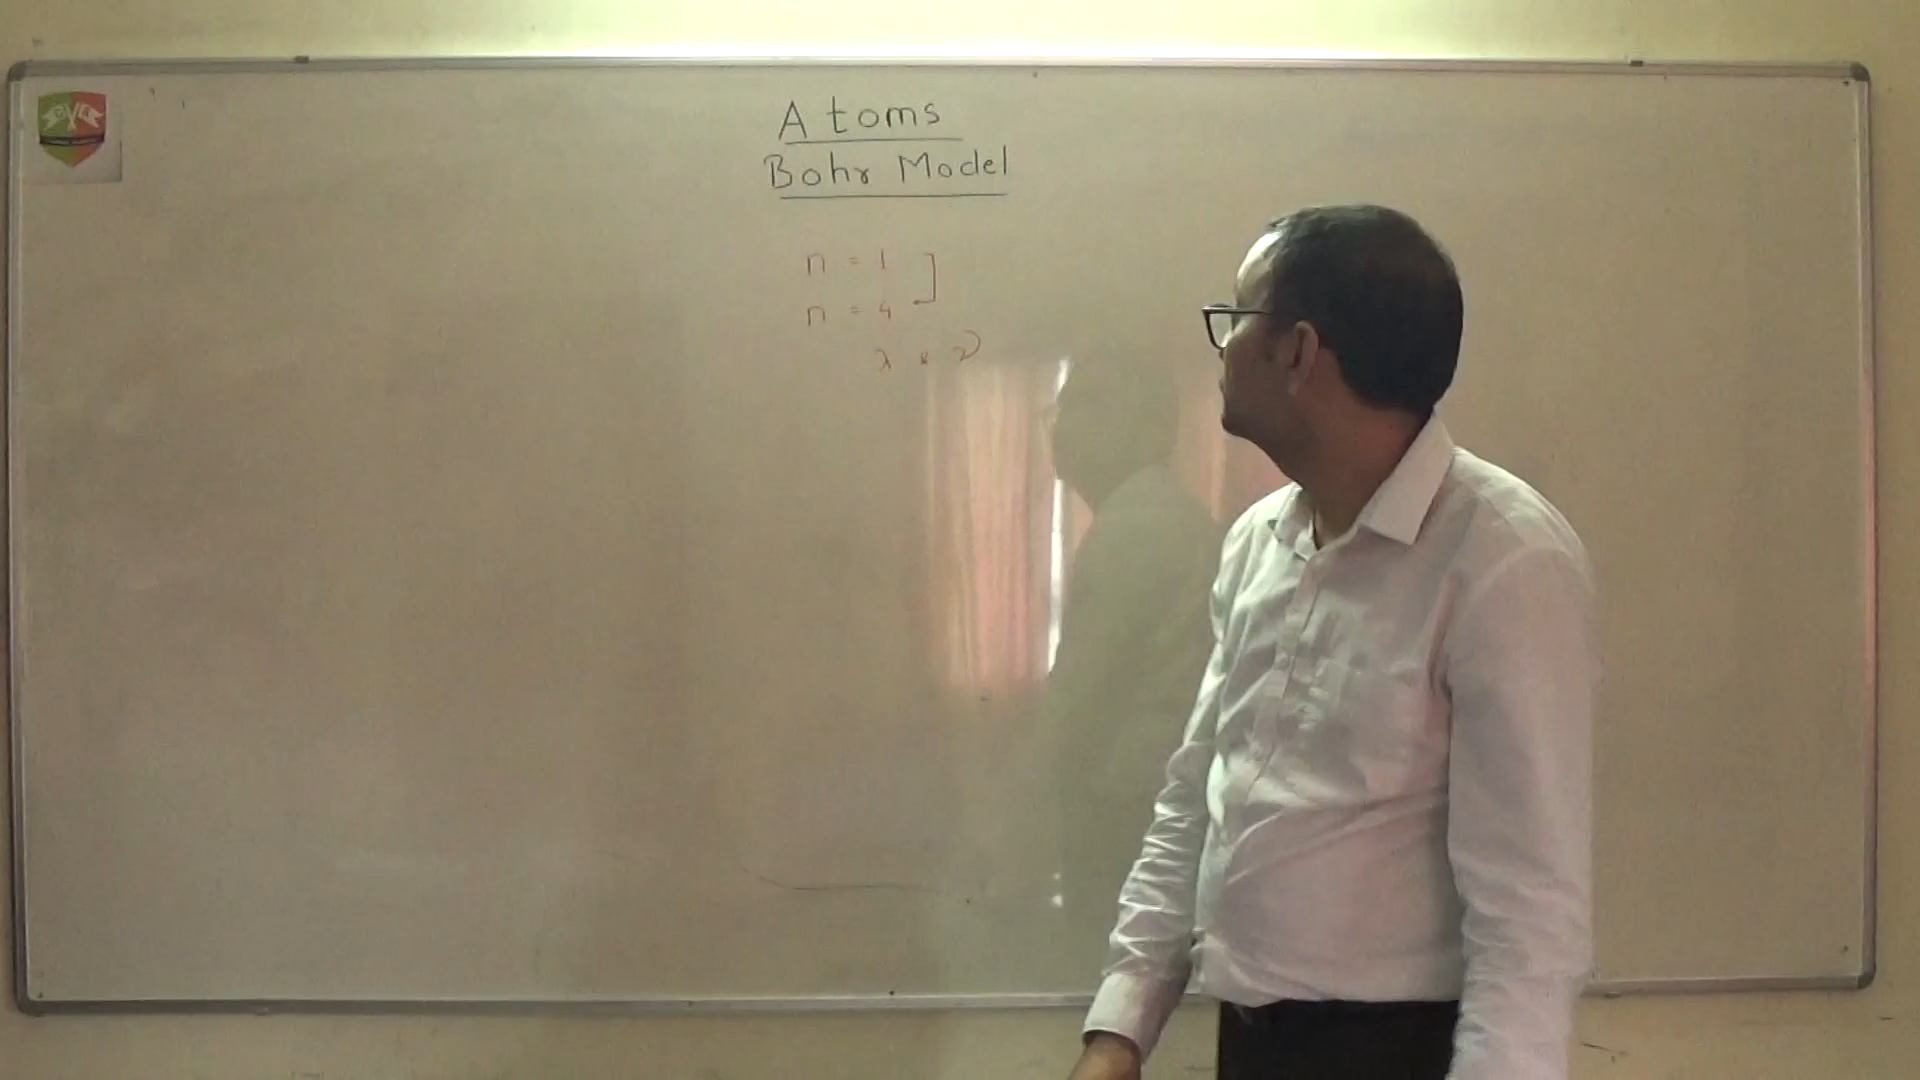 Atoms
Bohr Model
n = 1
n = 4
λ & ν